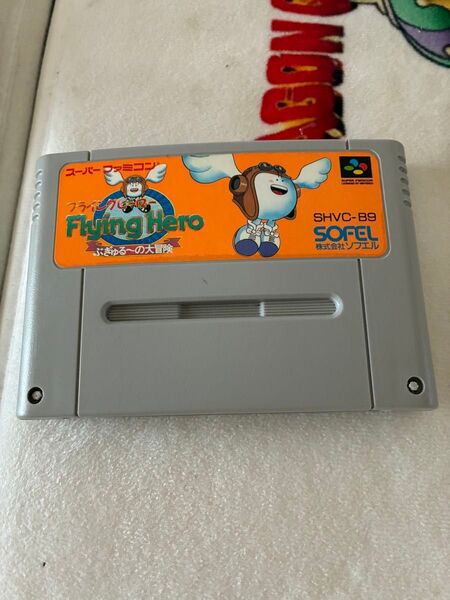 スーパーファミコン
フライングヒーロー
Flying Hero
ぶぎゅる〜の大冒険
SHVC-B9
SOFEL
株式会社ソフエル